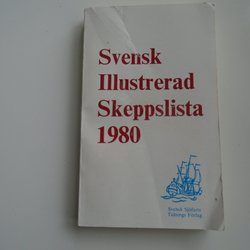 Svensk
Illustrerad
Skeppslista
1980
Svensk Sjöfarts
Tidnings Förlag